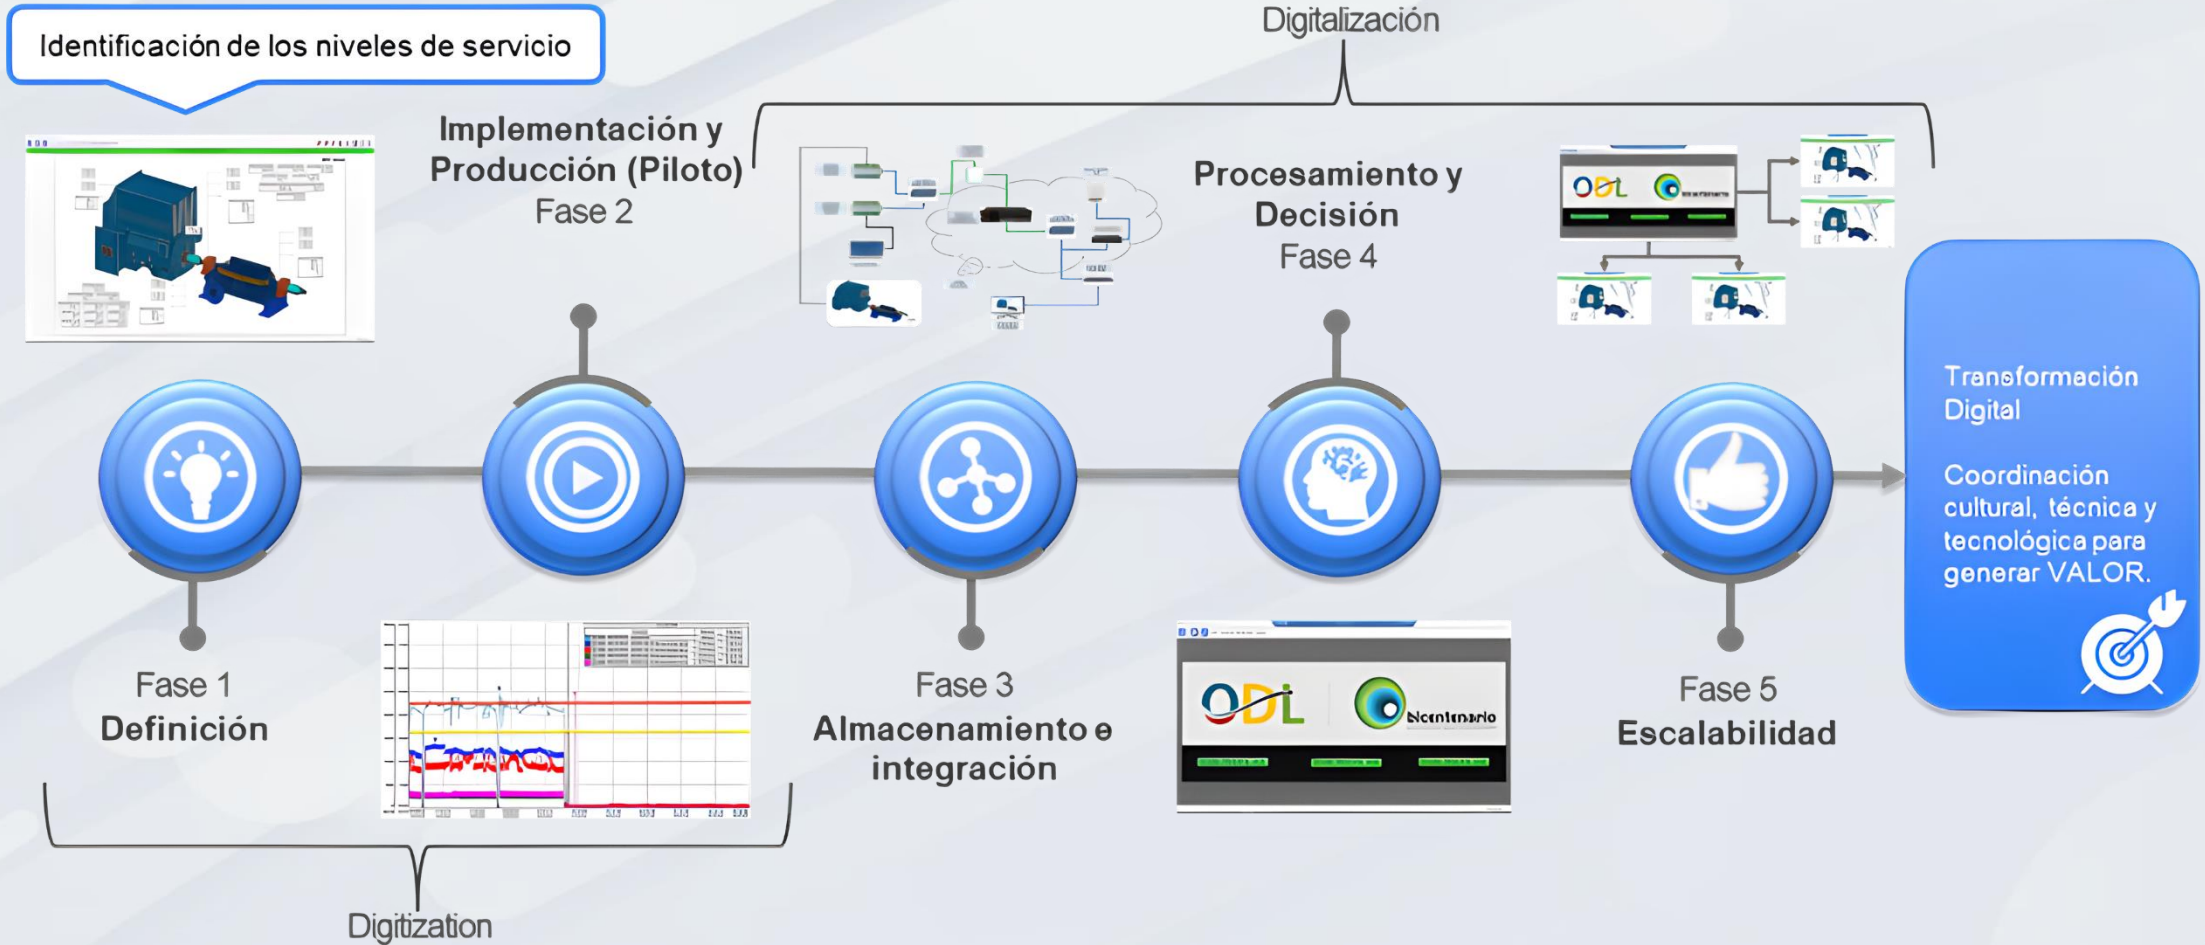 Identificación de los niveles de servicio
Digitalización
Implementación y
Producción (Piloto)
Fase 2
Procesamiento y
Decisión
Fase 4
ODL
Transformación
Digital
Coordinación
cultural, técnica y
tecnológica para
generar VALOR.
Fase 1
Definición
Fase 3
Almacenamiento e
integración
ODL
Bicentenario
Fase 5
Escalabilidad
Digitization